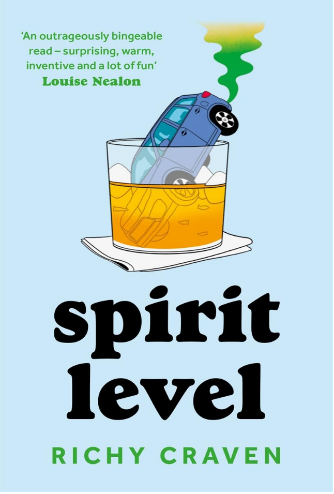 'An outrageously bingeable
read – surprising, warm,
inventive and a lot of fun'
Louise Nealon
spirit
level
RICHY CRAVEN